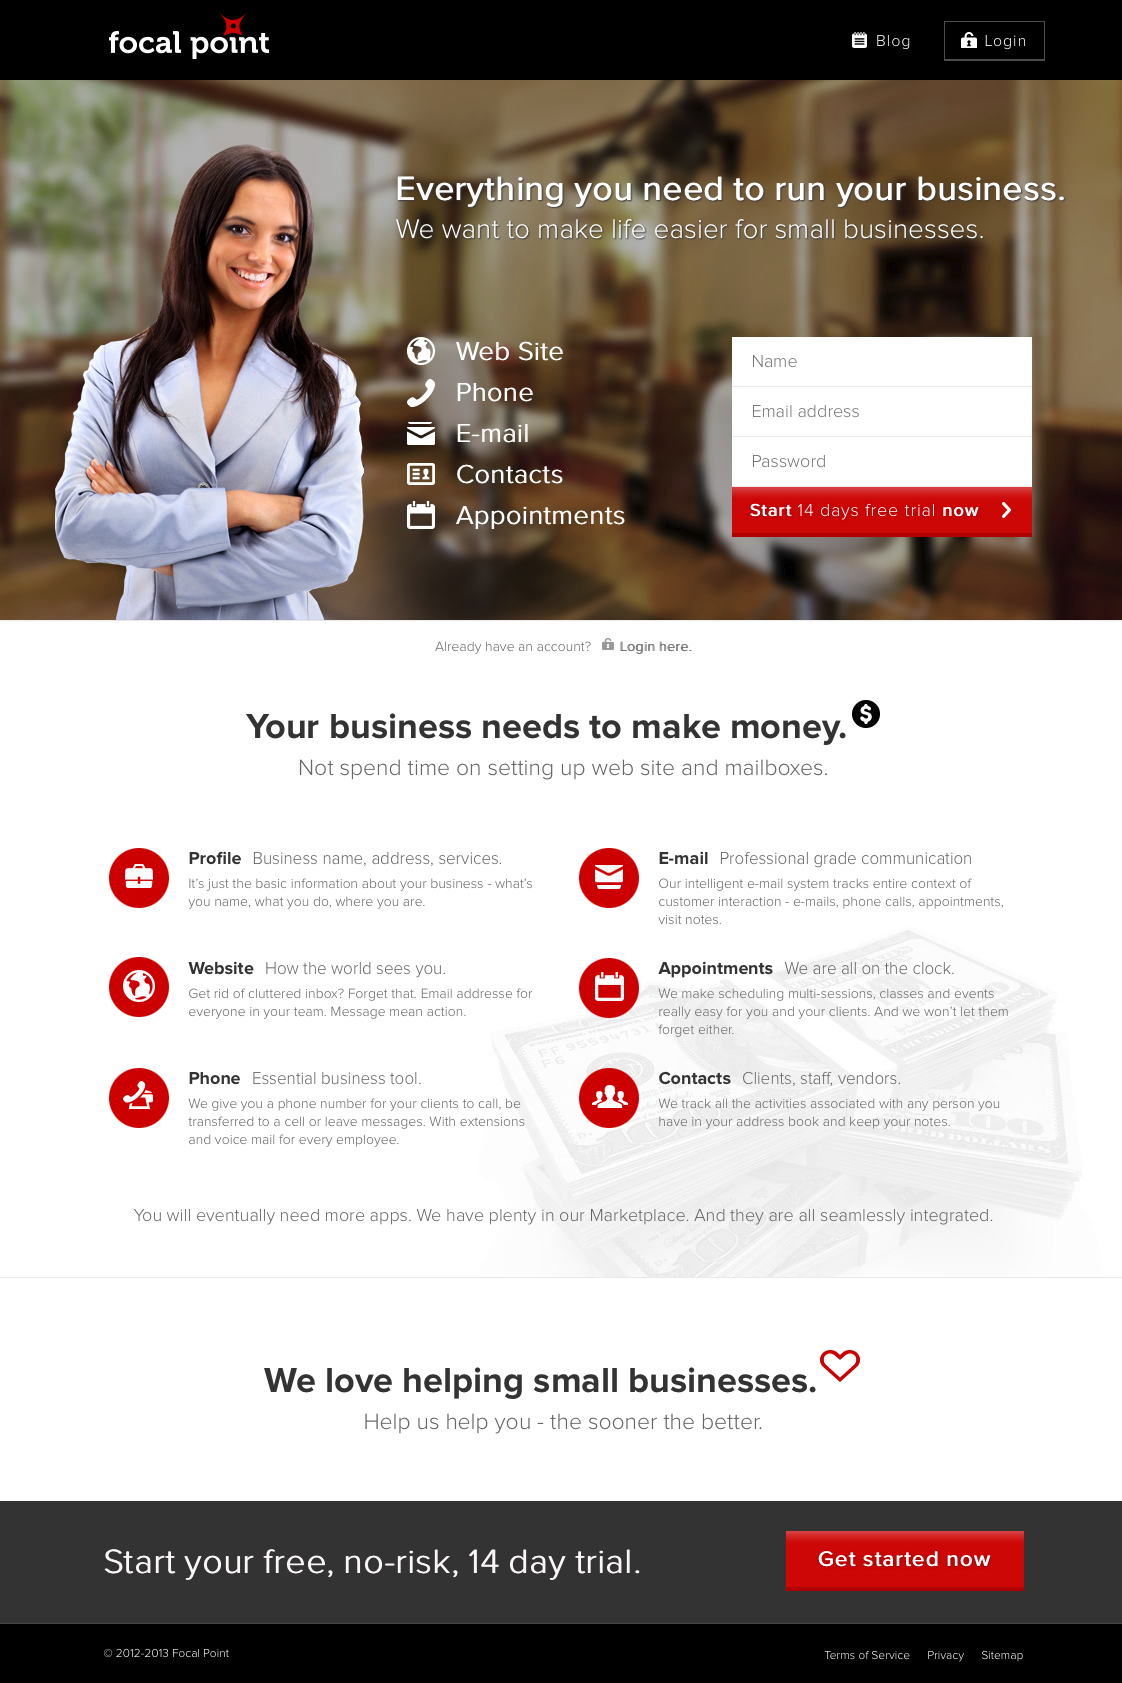 focal point
Blog
Login
Everything you need to run your business.
We want to make life easier for small businesses.
Web Site
Phone
E-mail
Contacts
Appointments
Name
Email address
Password
Start 14 days free trial now
Already have an account? Login here.
Your business needs to make money.
Not spend time on setting up web site and mailboxes.
Profile Business name, address, services.
It's just the basic information about your business - what's
you name, what you do, where you are.
E-mail Professional grade communication
Our intelligent e-mail system tracks entire context of
customer interaction - e-mails, phone calls, appointments,
visit notes.
Website How the world sees you.
Get rid of cluttered inbox? Forget that. Email addresse for
everyone in your team. Message mean action.
Appointments We are all on the clock.
We make scheduling multi-sessions, classes and events
really easy for you and your clients. And we won't let them
forget either.
Phone Essential business tool.
We give you a phone number for your clients to call, be
transferred to a cell or leave messages. With extensions
and voice mail for every employee.
Contacts Clients, staff, vendors.
We track all the activities associated with any person you
have in your address book and keep your notes.
You will eventually need more apps. We have plenty in our Marketplace. And they are all seamlessly integrated.
We love helping small businesses.
Help us help you - the sooner the better.
Start your free, no-risk, 14 day trial.
Get started now
© 2012-2013 Focal Point
Terms of Service
Privacy
Sitemap